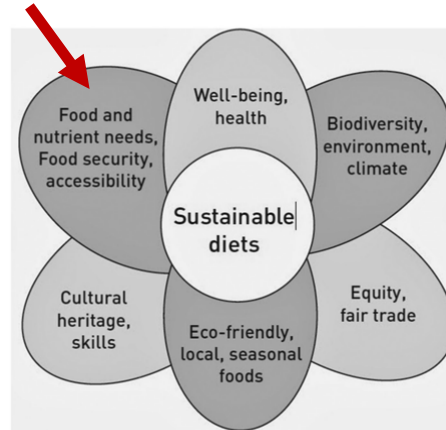 Well-being,
health
Food and
nutrient needs,
Food security,
accessibility
Biodiversity,
environment,
climate
Sustainable
diets
Cultural
heritage,
skills
Equity,
fair trade
Eco-friendly,
local, seasonal
foods